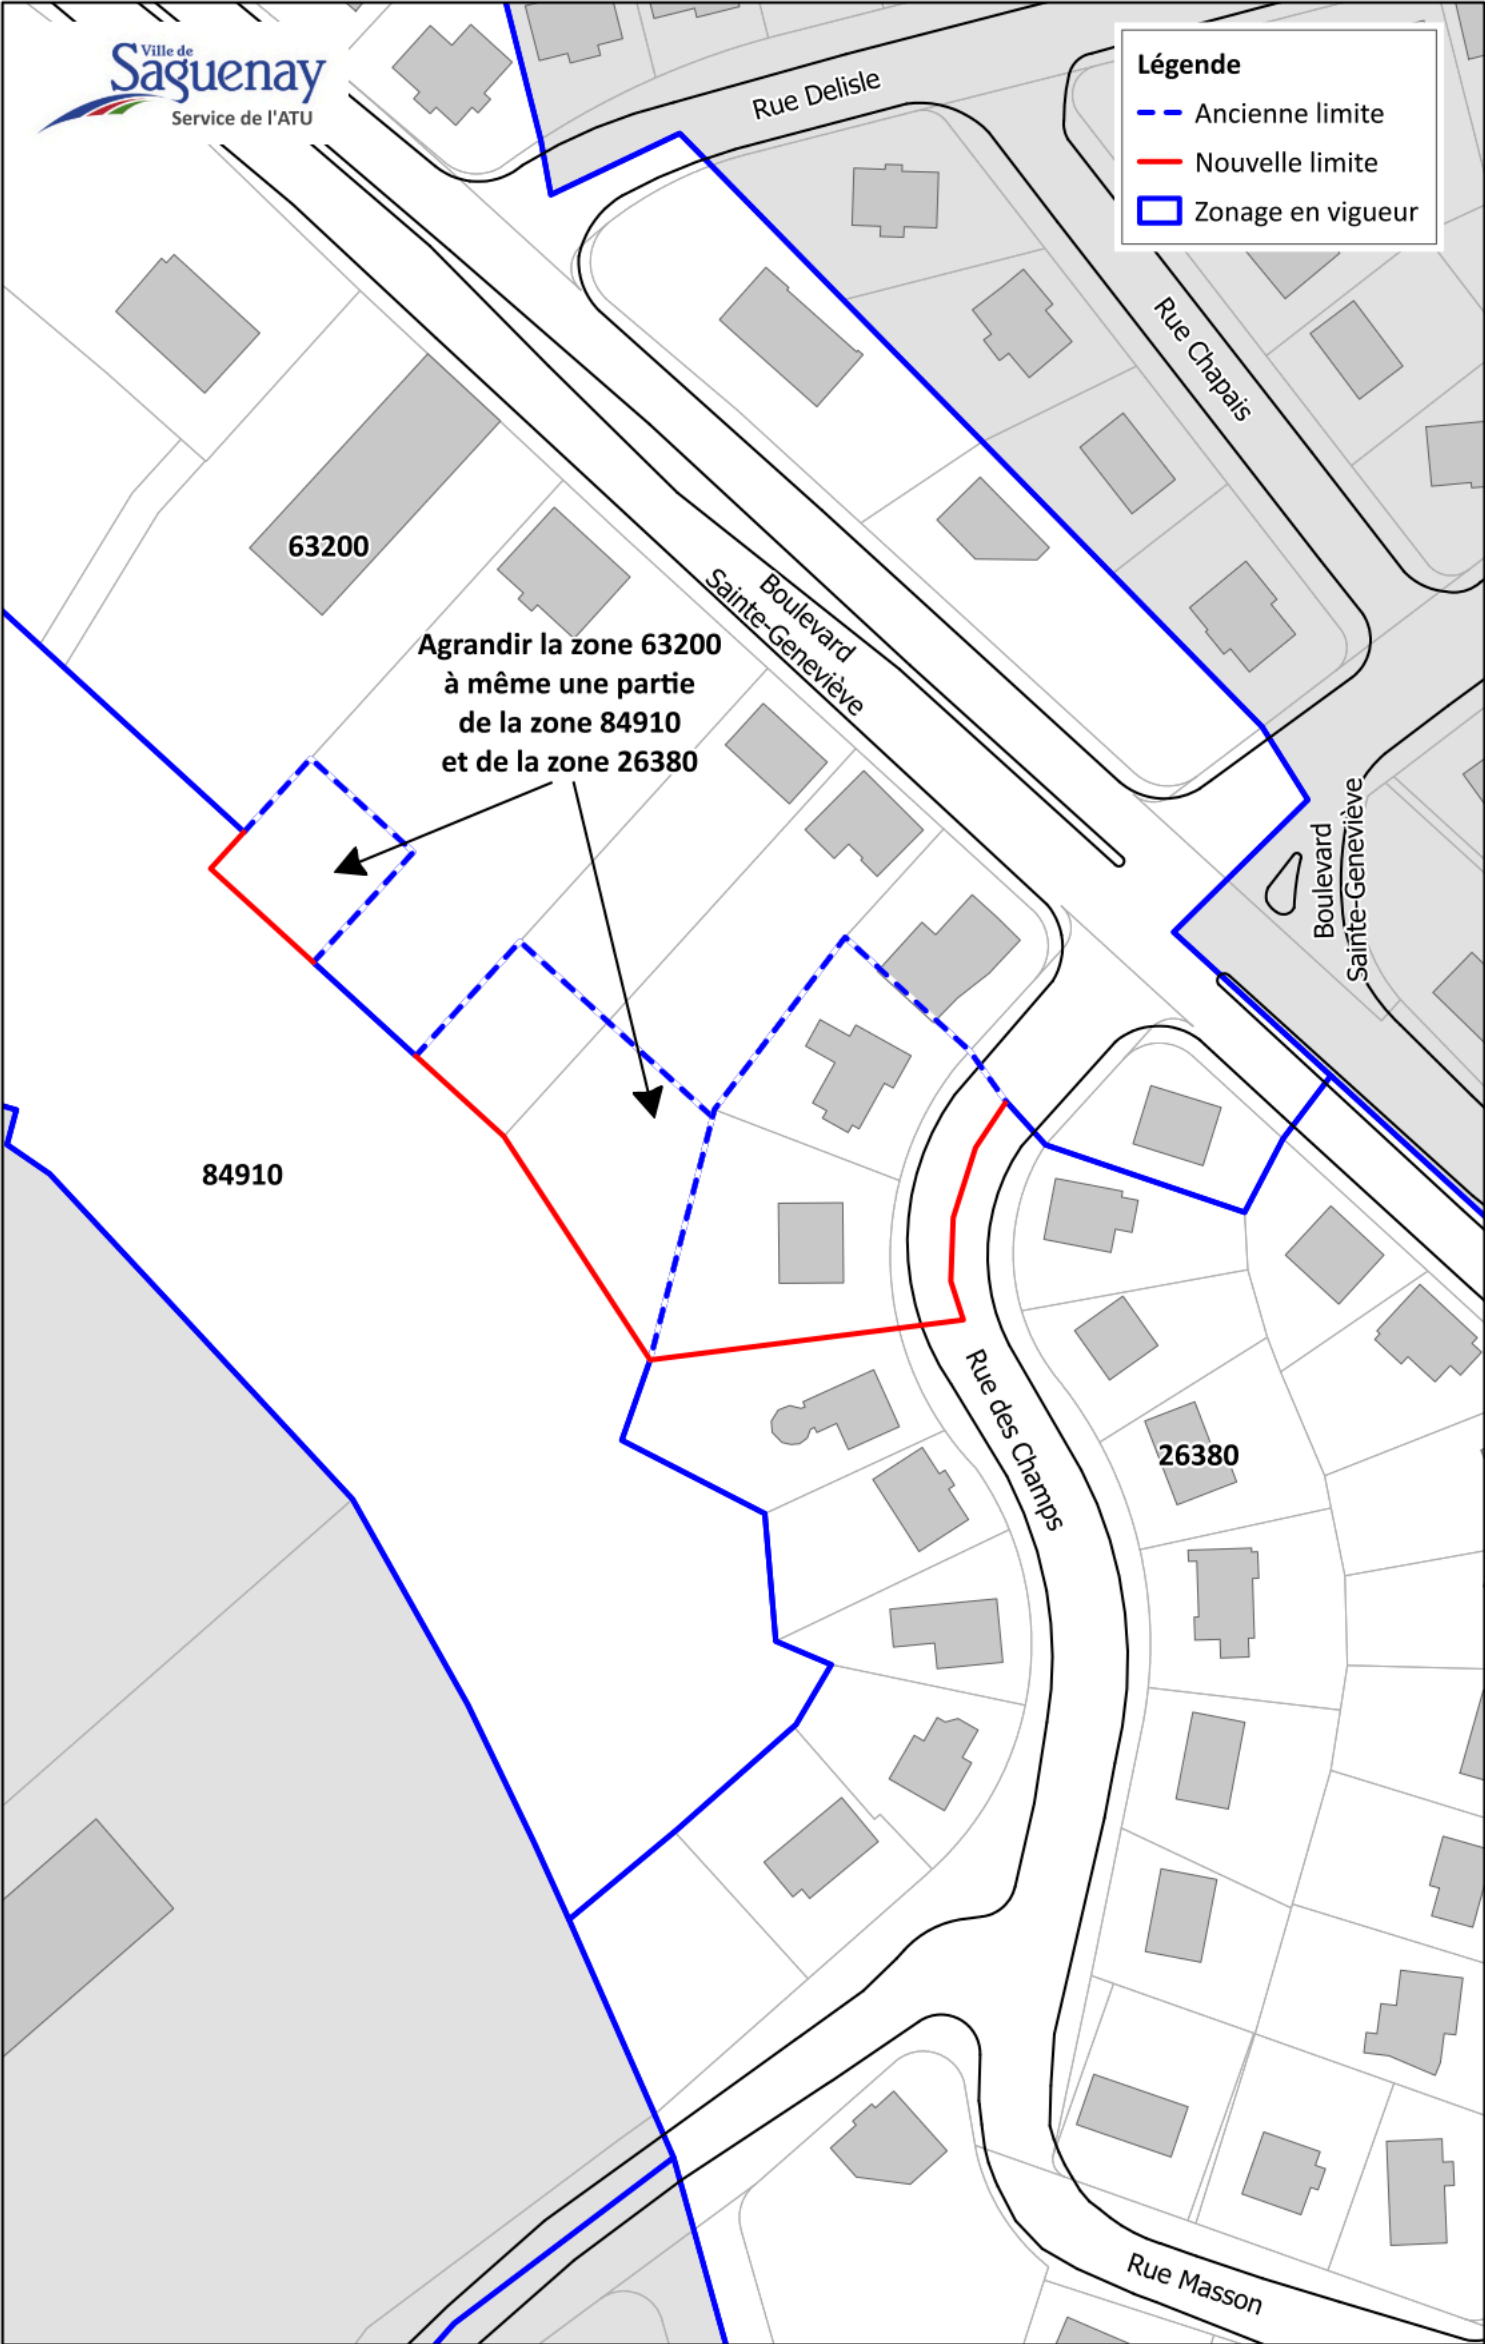 Ville de
Saguenay
Service de l'ATU
Légende
Ancienne limite
Nouvelle limite
Zonage en vigueur
Rue Delisle
Rue Chapais
63200
Boulevard
Sainte-Geneviève
Agrandir la zone 63200
à même une partie
de la zone 84910
et de la zone 26380
Boulevard
Sainte-Geneviève
84910
Rue des Champs
26380
Rue Masson